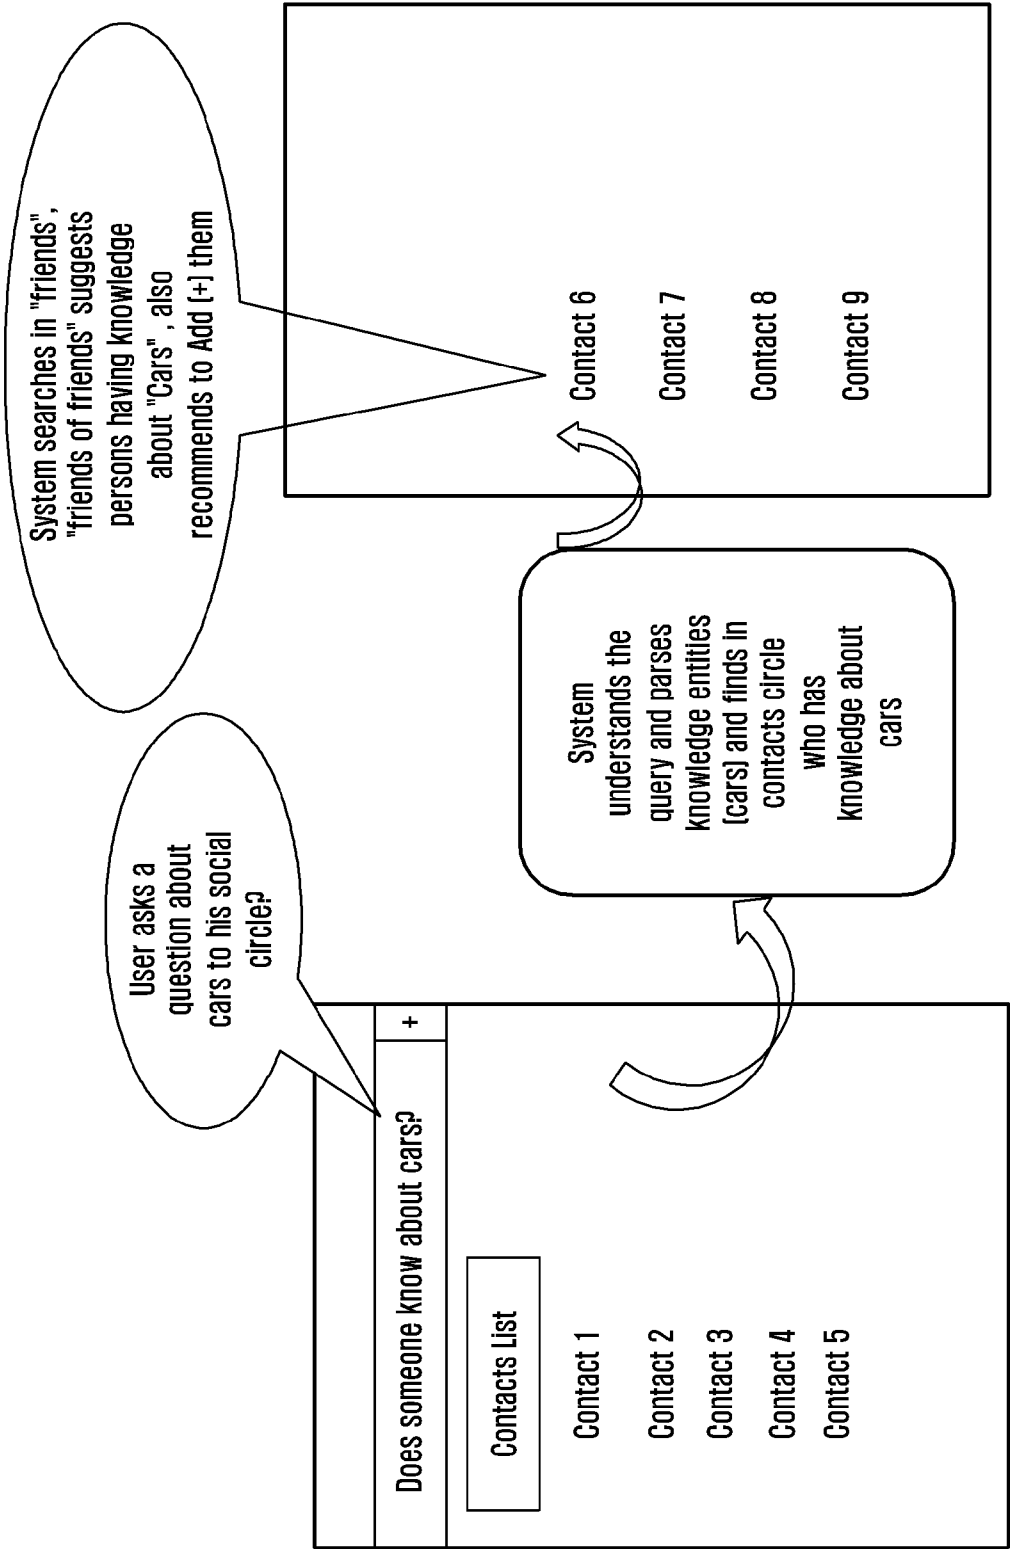 User asks a
question about
cars to his social
circle?
Does someone know about cars?
+
Contacts List
Contact 1
Contact 2
Contact 3
Contact 4
Contact 5
System
understands the
query and parses
knowledge entities
(cars) and finds in
contacts circle
who has
knowledge about
cars
System searches in "friends",
"friends of friends" suggests
persons having knowledge
about "Cars" , also
recommends to Add (+) them
Contact 6
Contact 7
Contact 8
Contact 9